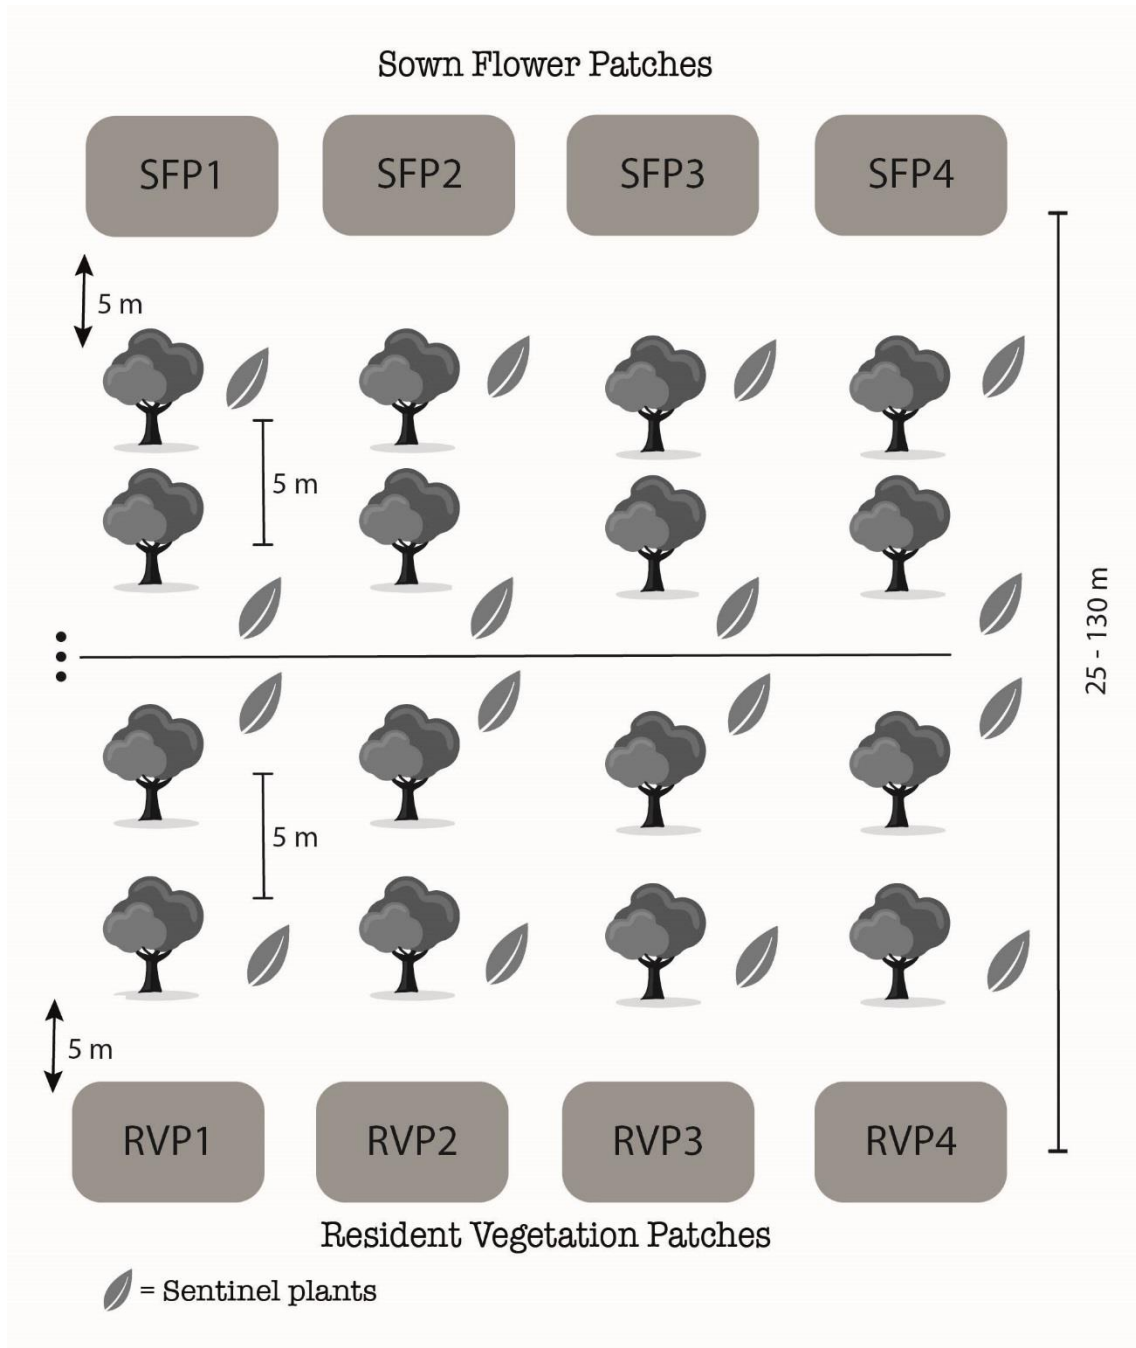 Sown Flower Patches
SFP1 SFP2 SFP3 SFP4
5 m
5 m
25 - 130 m
5 m
5 m
RVP1 RVP2 RVP3 RVP4
Resident Vegetation Patches
= Sentinel plants